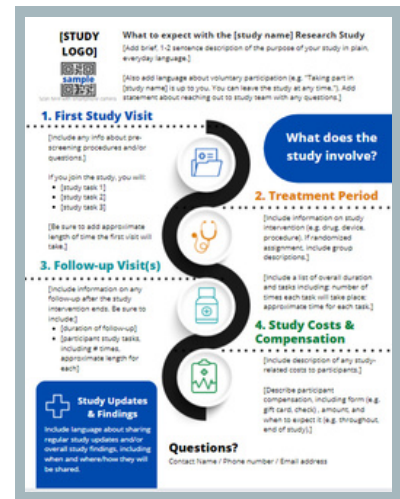 [STUDY
LOGO]
sample
What to expect with the [study name] Research Study
[Add brief, 1-2 sentence description of the purpose of your study in plain,
everyday language.]
[Also add language about voluntary participation (e.g. "Taking part in
[study name] is up to you. You can leave the study at any time."). Add
statement about reaching out to study team with any questions.]
1. First Study Visit
[Include any info about pre-
screening procedures and/or
questions.]
If you join the study, you will:
• [study task 1]
• [study task 2]
• [study task 3]
[Be sure to add approximate
length of time the first visit will
take.]
What does the
study involve?
2. Treatment Period
[Include information on study
intervention (e.g. drug, device,
procedure). If randomized
assignment, include group
descriptions.]
[Include a list of overall duration
and tasks including: number of
times each task will take place;
approximate time for each task.]
3. Follow-up Visit(s)
[Include information on any
follow-up after the study
intervention ends. Be sure to
include:]
• [duration of follow-up]
• [participant study tasks,
including # times,
approximate length for
each]
4. Study Costs &
Compensation
[Include description of any study-
related costs to participants.]
[Describe participant
compensation, including form (e.g.
gift card, check) , amount, and
when to expect it (e.g. throughout,
end of study).]
Study Updates
& Findings
Include language about sharing
regular study updates and/or
overall study findings, including
when and where/how they will
be shared.
Questions?
Contact Name / Phone number / Email address